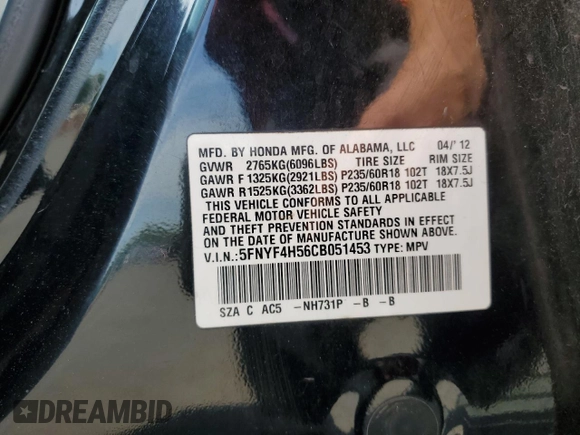 MFD. BY HONDA MFG. OF ALABAMA, LLC 04/'12
GVWR 2765KG(6096LBS) TIRE SIZE RIM SIZE
GAWR F 1325KG(2921LBS) P235/60R18 102T 18X7.5J
GAWR R 1525KG(3362LBS) P235/60R18 102T 18X7.5J
THIS VEHICLE CONFORMS TO ALL APPLICABLE
FEDERAL MOTOR VEHICLE SAFETY
AND THEFT PREVENTION STANDARDS IN EFFECT
ON THE DATE OF MANUFACTURE SHOWN ABOVE.
V.I.N.:5FNYF4H56CB051453 TYPE: MPV
SZA C AC5 -NH731P -B -B
DREAMBID